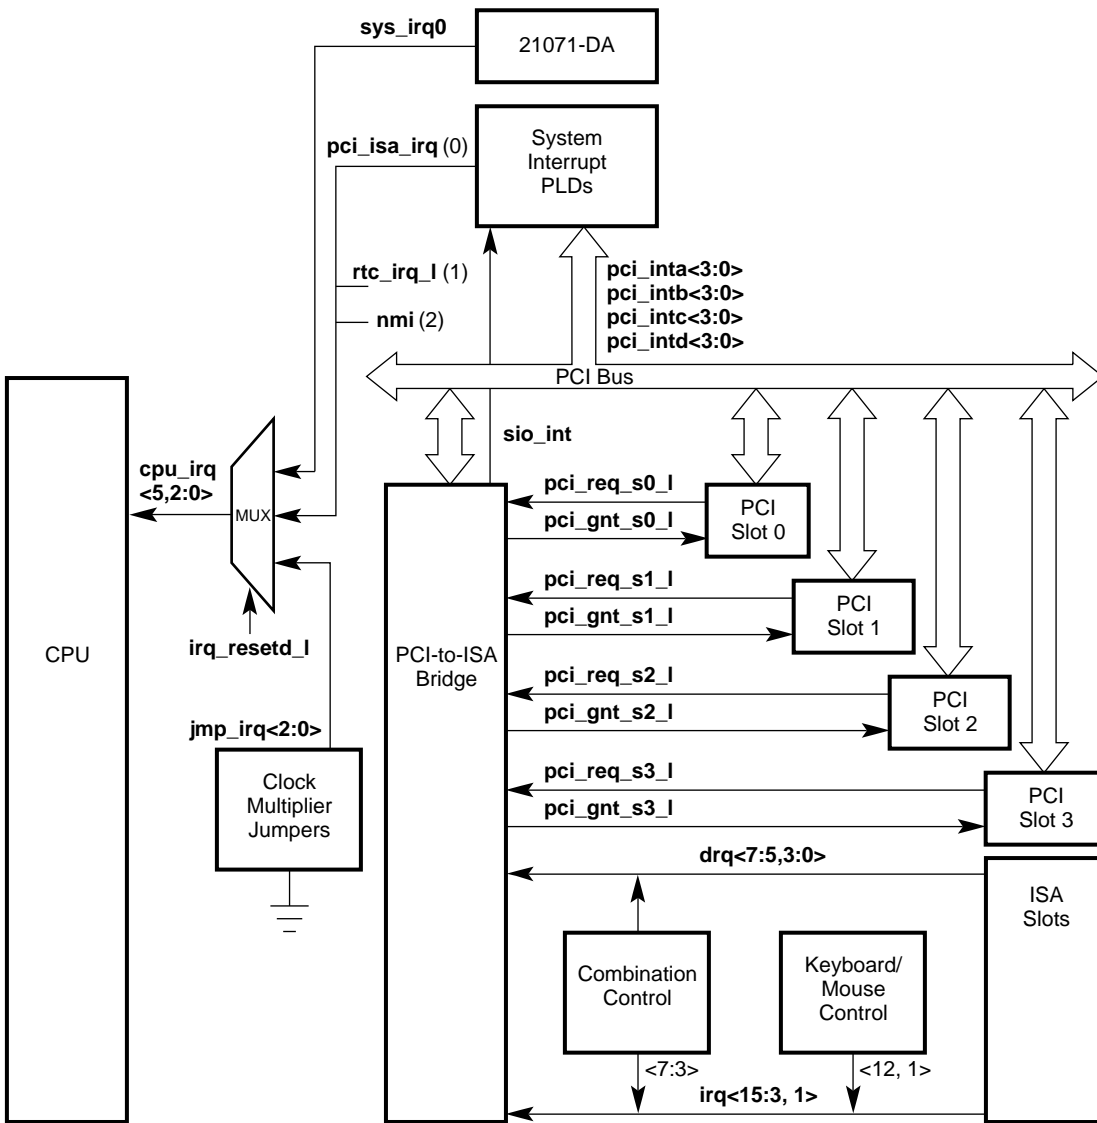 sys_irq0
21071-DA
pci_isa_irq (0)
System
Interrupt
PLDs
rtc_irq_l (1)
nmi (2)
pci_inta<3:0>
pci_intb<3:0>
pci_intc<3:0>
pci_intd<3:0>
PCI Bus
sio_int
cpu_irq
<5,2:0>
MUX
irq_resetd_l
CPU
jmp_irq<2:0>
Clock
Multiplier
Jumpers
PCI-to-ISA
Bridge
pci_req_s0_l
pci_gnt_s0_l
PCI
Slot 0
pci_req_s1_l
pci_gnt_s1_l
PCI
Slot 1
pci_req_s2_l
pci_gnt_s2_l
PCI
Slot 2
pci_req_s3_l
pci_gnt_s3_l
PCI
Slot 3
drq<7:5,3:0>
ISA
Slots
Combination
Control
Keyboard/
Mouse
Control
<7:3>
<12, 1>
irq<15:3, 1>